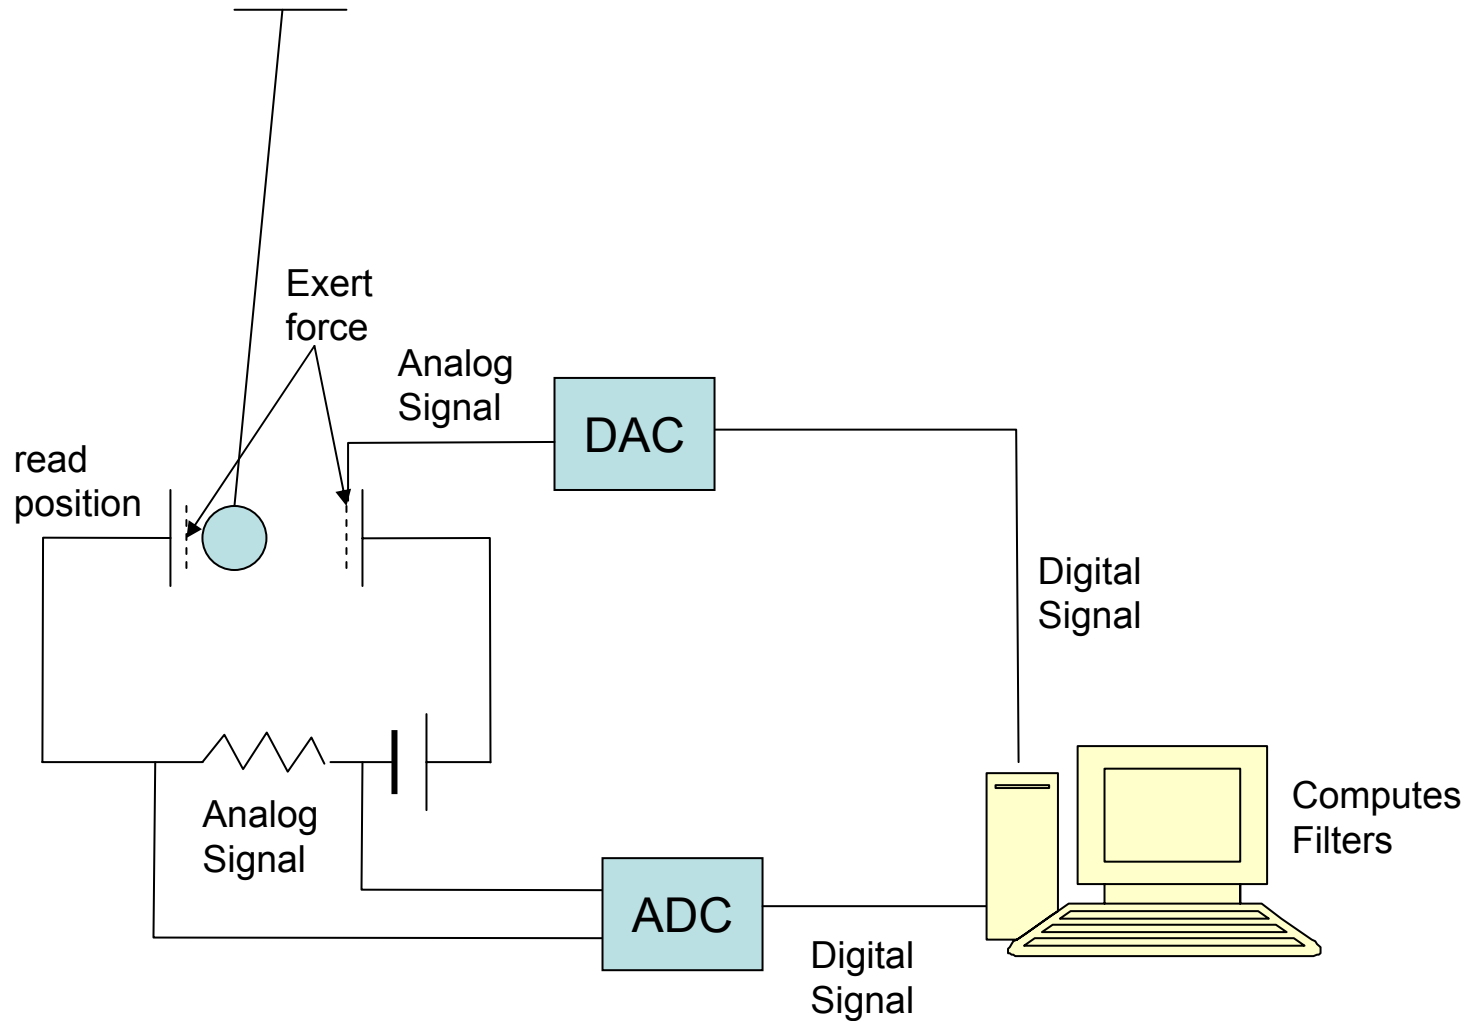 Exert
force
Analog
Signal
DAC
read
position
Digital
Signal
Analog
Signal
Computes
Filters
ADC
Digital
Signal